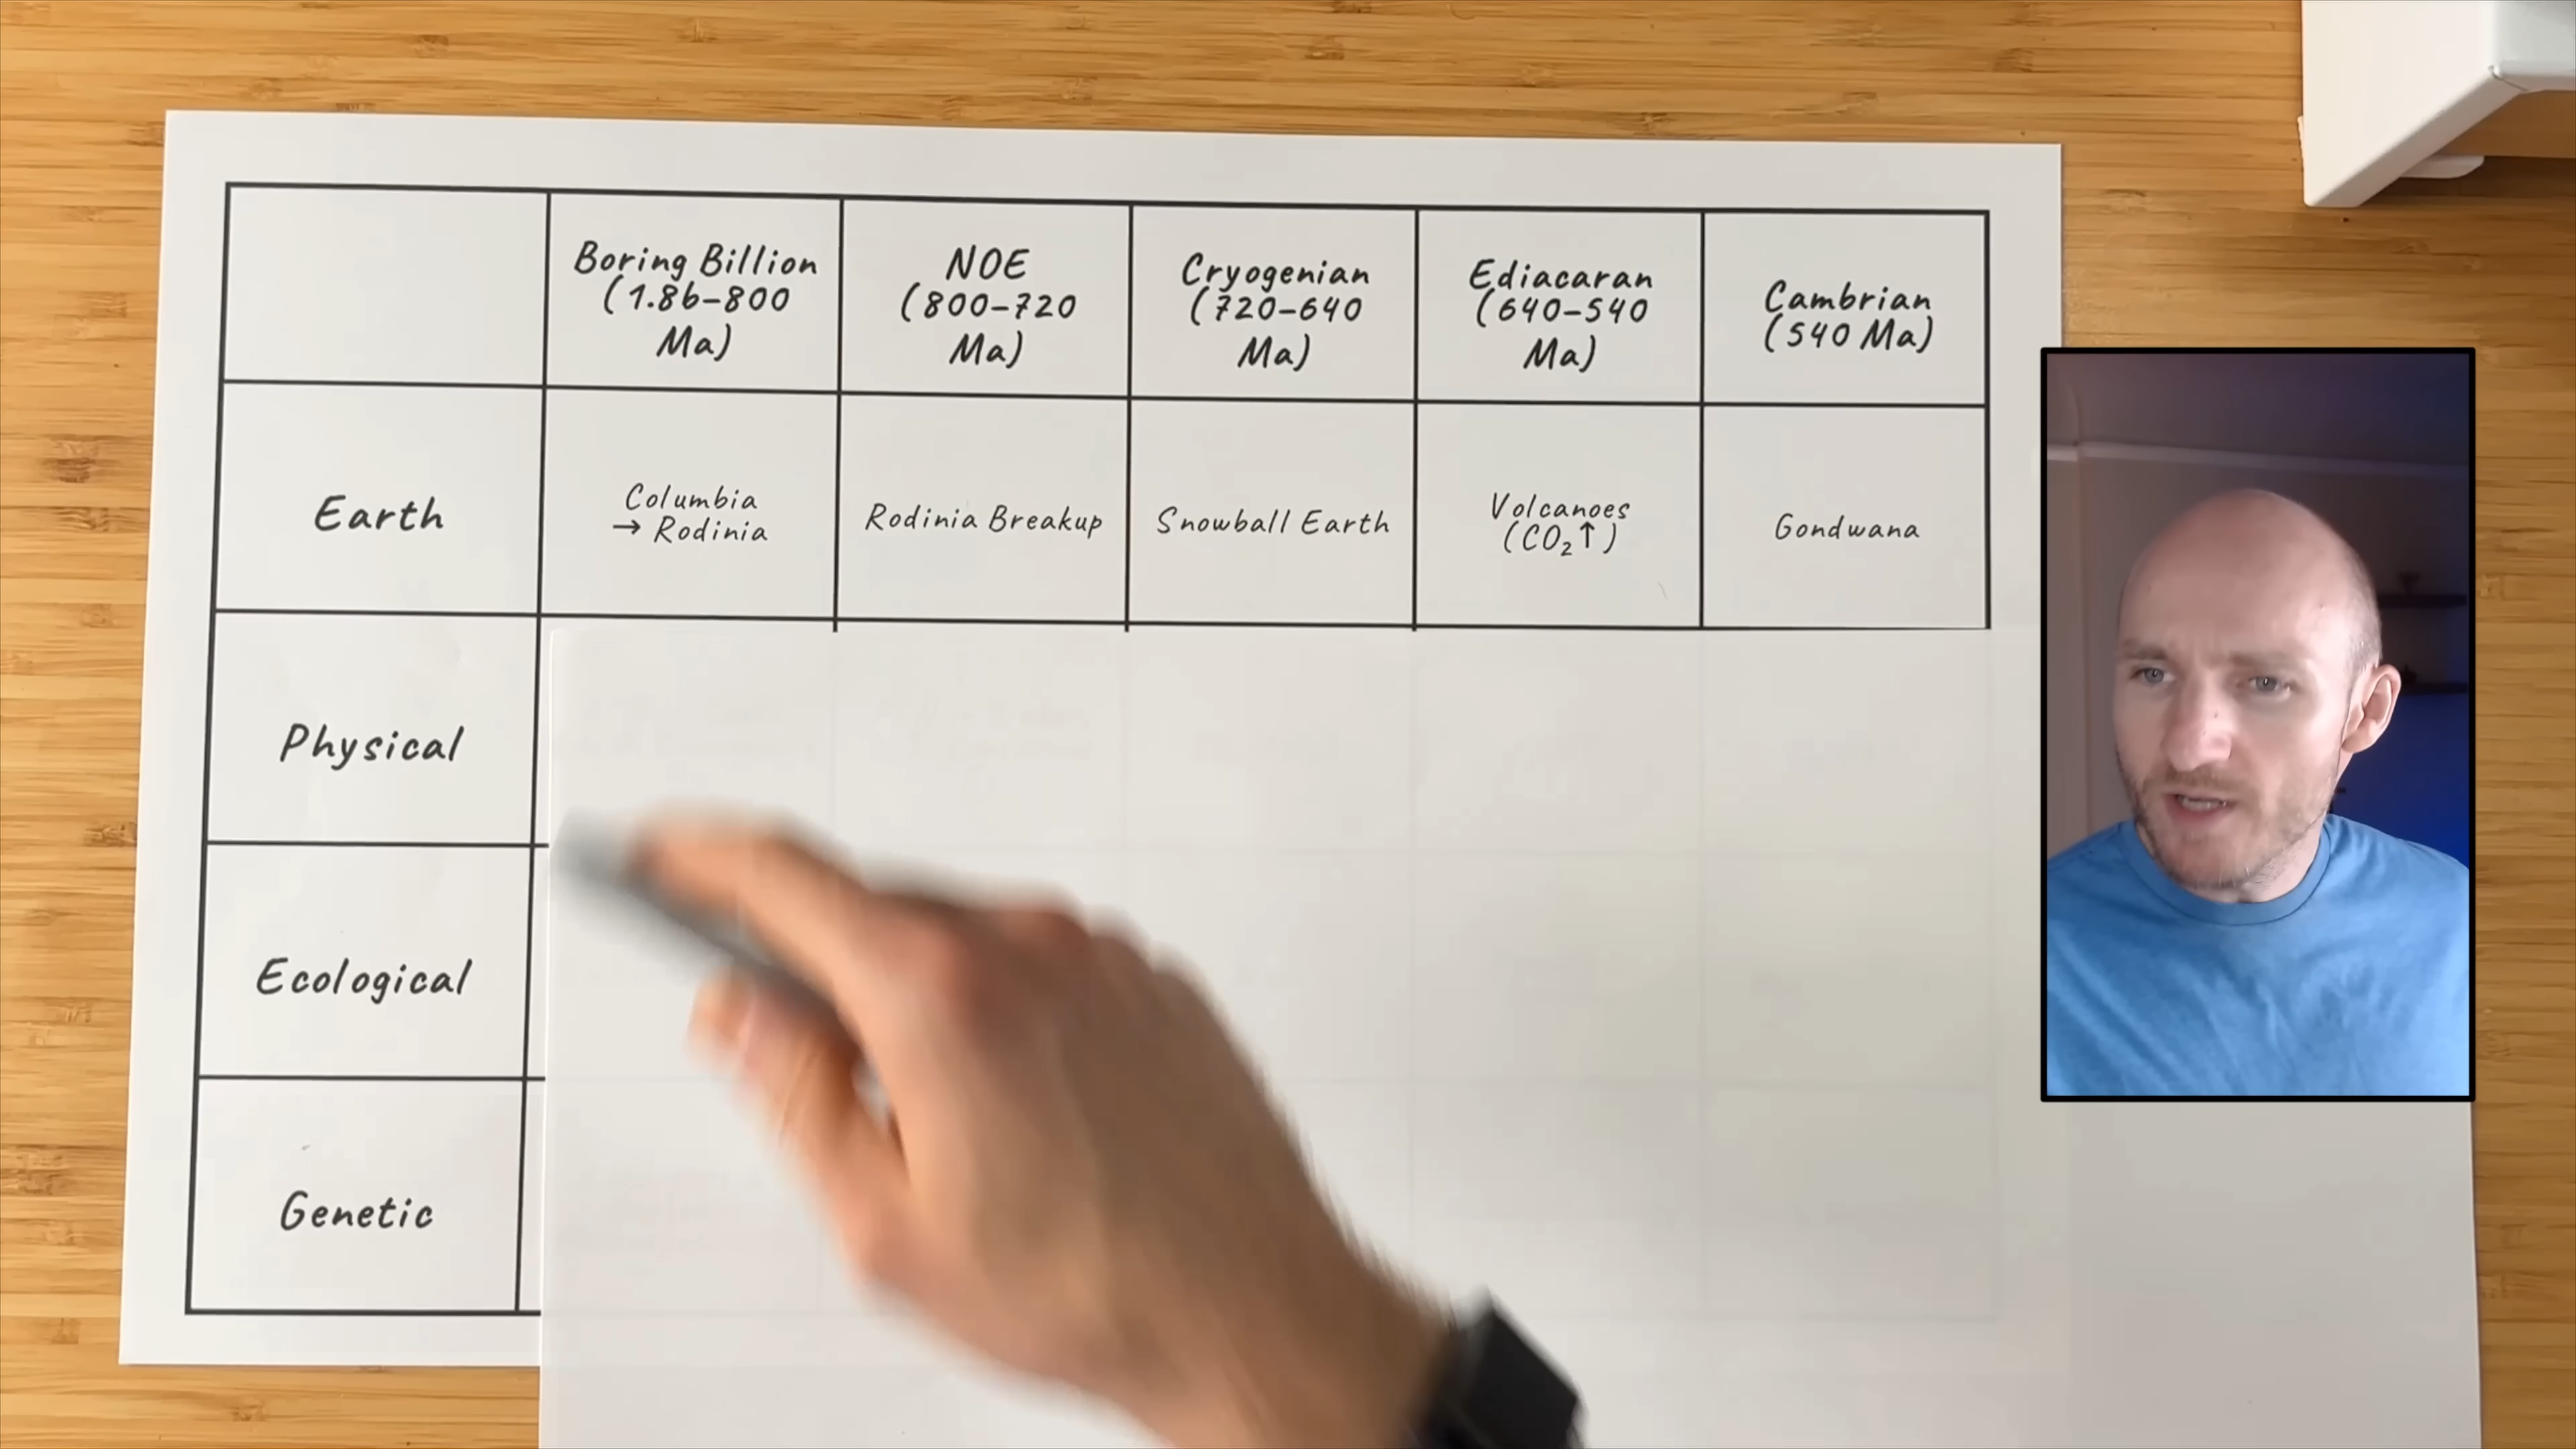 Boring Billion
(1.8b-800
Ma)
NOE
(800-720
Ma)
Cryogenian
(720-640
Ma)
Ediacaran
(640-540
Ma)
Cambrian
(540 Ma)
Earth
Columbia
→ Rodinia
Rodinia Breakup
Snowball Earth
Volcanoes
(CO₂↑)
Gondwana
Physical
Ecological
Genetic